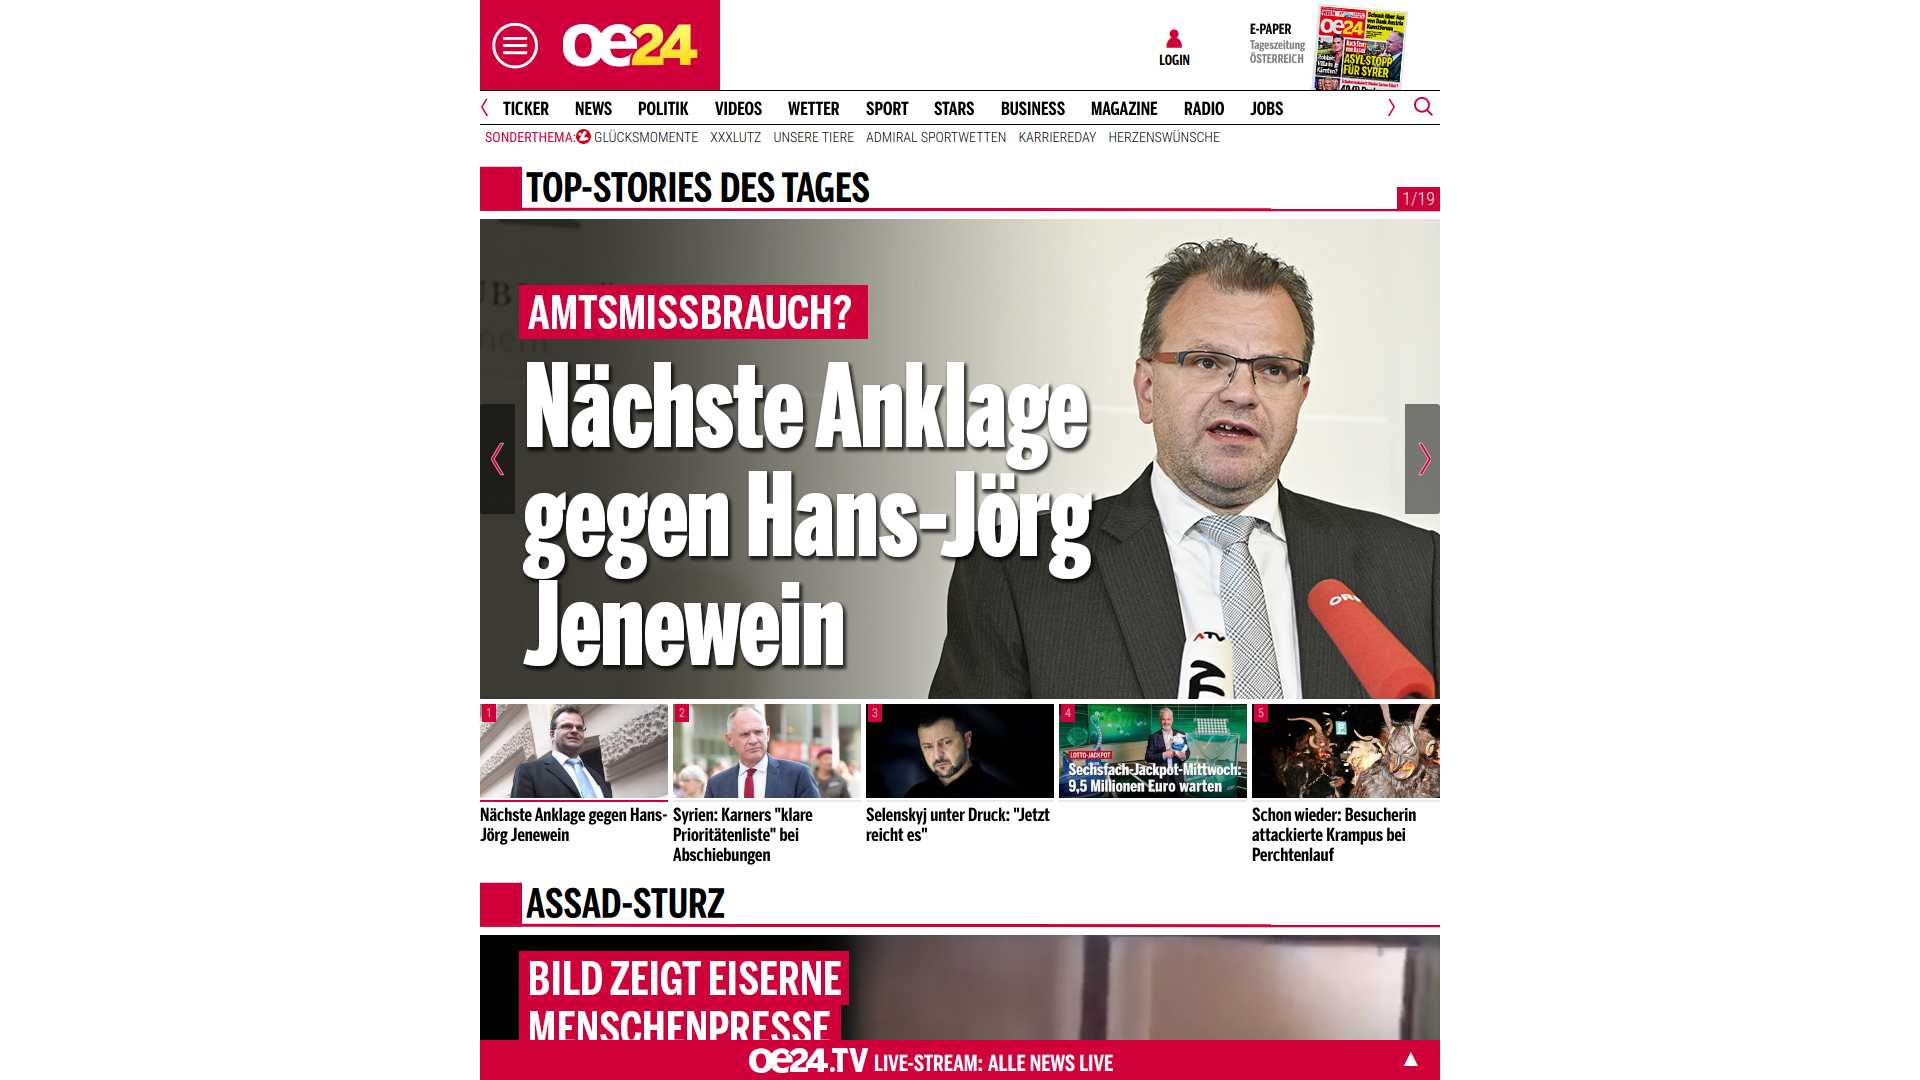 oe24
LOGIN
E-PAPER
Tageszeitung
ÖSTERREICH
oe24
ASYL-STOPP
FÜR SYRER
TICKER NEWS POLITIK VIDEOS WETTER SPORT STARS BUSINESS MAGAZINE RADIO JOBS
SONDERTHEMA: GLÜCKSMOMENTE XXXLUTZ UNSERE TIERE ADMIRAL SPORTWETTEN KARRIEREDAY HERZENSWÜNSCHE
TOP-STORIES DES TAGES
1/19
AMTSMISSBRAUCH?
Nächste Anklage
gegen Hans-Jörg
Jenewein
ATV
TV
1
2
3
4
5
LOTTO-JACKPOT
Sechsfach-Jackpot-Mittwoch:
9,5 Millionen Euro warten
Nächste Anklage gegen Hans-
Jörg Jenewein
Syrien: Karners "klare
Prioritätenliste" bei
Abschiebungen
Selenskyj unter Druck: "Jetzt
reicht es"
Schon wieder: Besucherin
attackierte Krampus bei
Perchtenlauf
ASSAD-STURZ
BILD ZEIGT EISERNE
MENSCHENPRESSE
oe24.TV LIVE-STREAM: ALLE NEWS LIVE